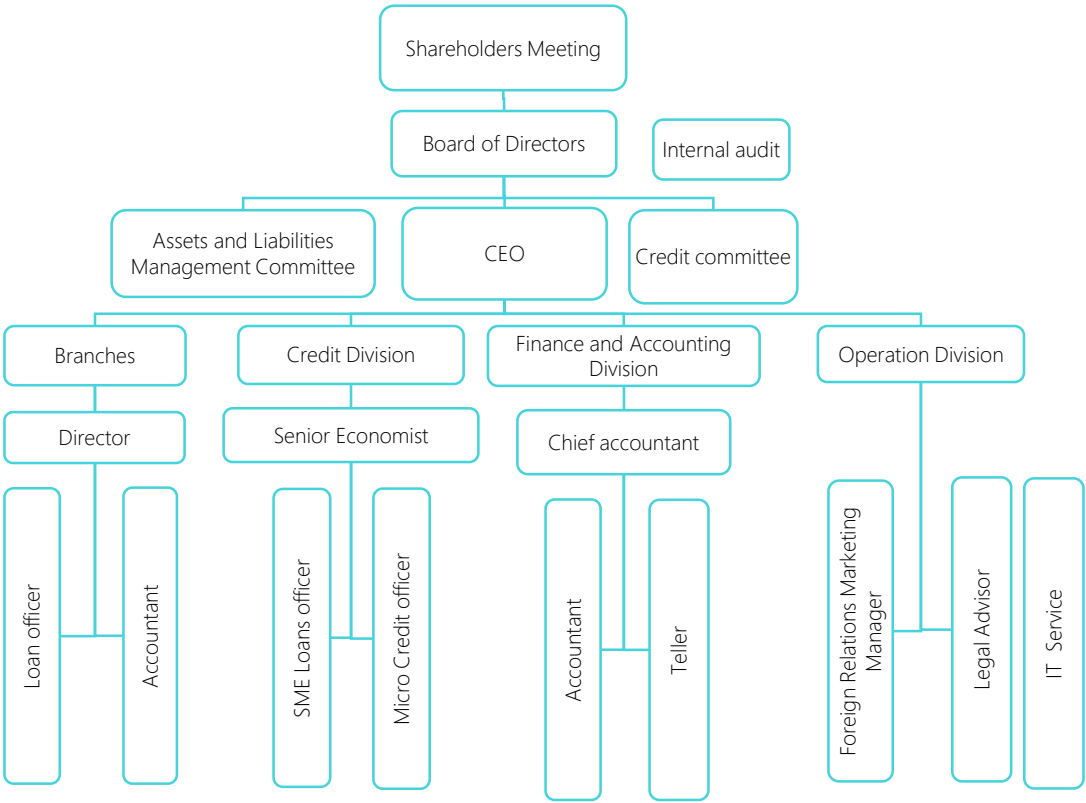 Shareholders Meeting
Board of Directors
Internal audit
Assets and Liabilities
Management Committee
CEO
Credit committee
Branches
Credit Division
Finance and Accounting
Division
Operation Division
Director
Senior Economist
Chief accountant
Loan officer
Accountant
SME Loans officer
Micro Credit officer
Accountant
Teller
Foreign Relations Marketing
Manager
Legal Advisor
IT Service